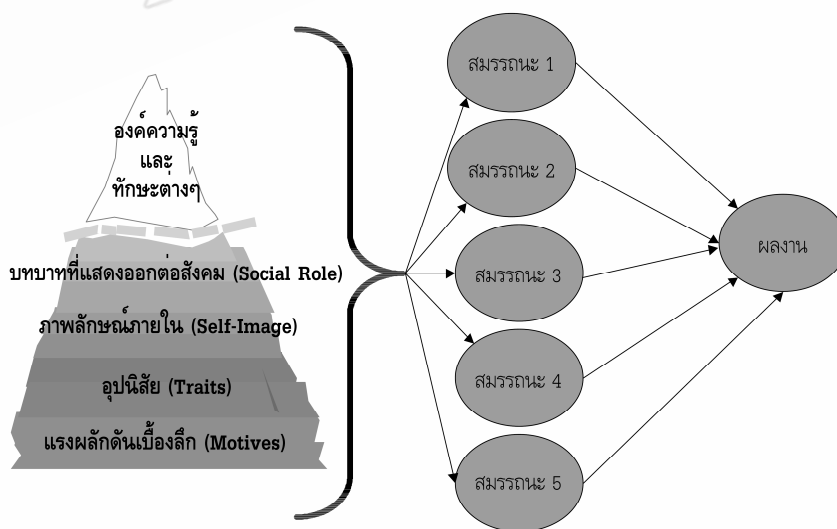 องค์ความรู้
และ
ทักษะต่างๆ
บทบาทที่แสดงออกต่อสังคม (Social Role)
ภาพลักษณ์ภายใน (Self-Image)
อุปนิสัย (Traits)
แรงผลักดันเบื้องลึก (Motives)
สมรรถนะ 1
สมรรถนะ 2
สมรรถนะ 3
สมรรถนะ 4
สมรรถนะ 5
ผลงาน